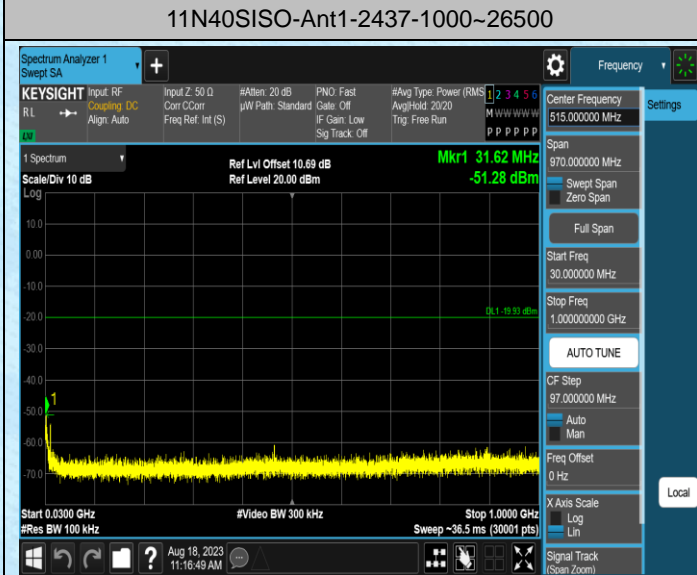 11N40SISO-Ant1-2437-1000~26500
Spectrum Analyzer 1
Swept SA
Frequency
KEYSIGHT
RL
Input: RF
Coupling: DC
Align: Auto
Input Z: 50 Ω
Corr CCorr
Freq Ref: Int (S)
#Atten: 20 dB
µW Path: Standard
PNO: Fast
Gate: Off
IF Gain: Low
Sig Track: Off
#Avg Type: Power (RMS
Avg|Hold: 20/20
Trig: Free Run
1 2 3 4 5 6
M W W W W W
P P P P P P
1 Spectrum
Scale/Div 10 dB
Log
Ref Lvl Offset 10.69 dB
Ref Level 20.00 dBm
Mkr1 31.62 MHz
-51.28 dBm
10.0
0.00
-10.0
-20.0
DL1 -19.93 dBm
-30.0
-40.0
1
-50.0
-60.0
-70.0
Start 0.0300 GHz
#Res BW 100 kHz
#Video BW 300 kHz
Stop 1.0000 GHz
Sweep ~36.5 ms (30001 pts)
?
Aug 18, 2023
11:16:49 AM
Center Frequency
515.000000 MHz
Settings
Span
970.000000 MHz
Swept Span
Zero Span
Full Span
Start Freq
30.000000 MHz
Stop Freq
1.000000000 GHz
AUTO TUNE
CF Step
97.000000 MHz
Auto
Man
Freq Offset
0 Hz
X Axis Scale
Log
Lin
Local
Signal Track
(Span Zoom)